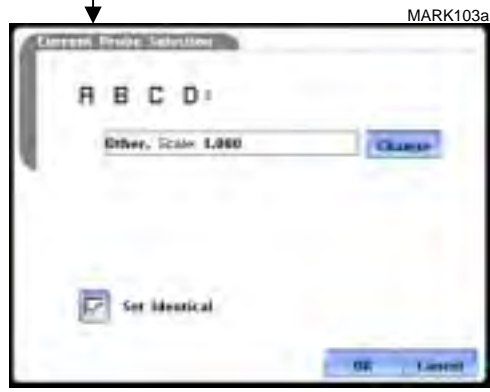 MARK103a
Current Probe Selection
A B C D:
Other, Scale 1.000
Change
Set Identical
OK Cancel